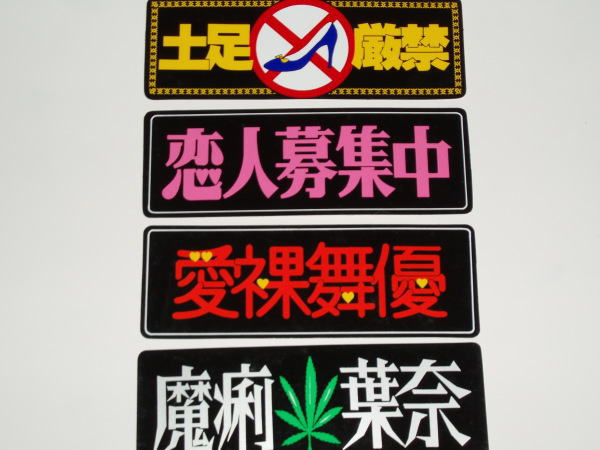 土足厳禁
恋人募集中
愛裸舞優
魔痢葉奈